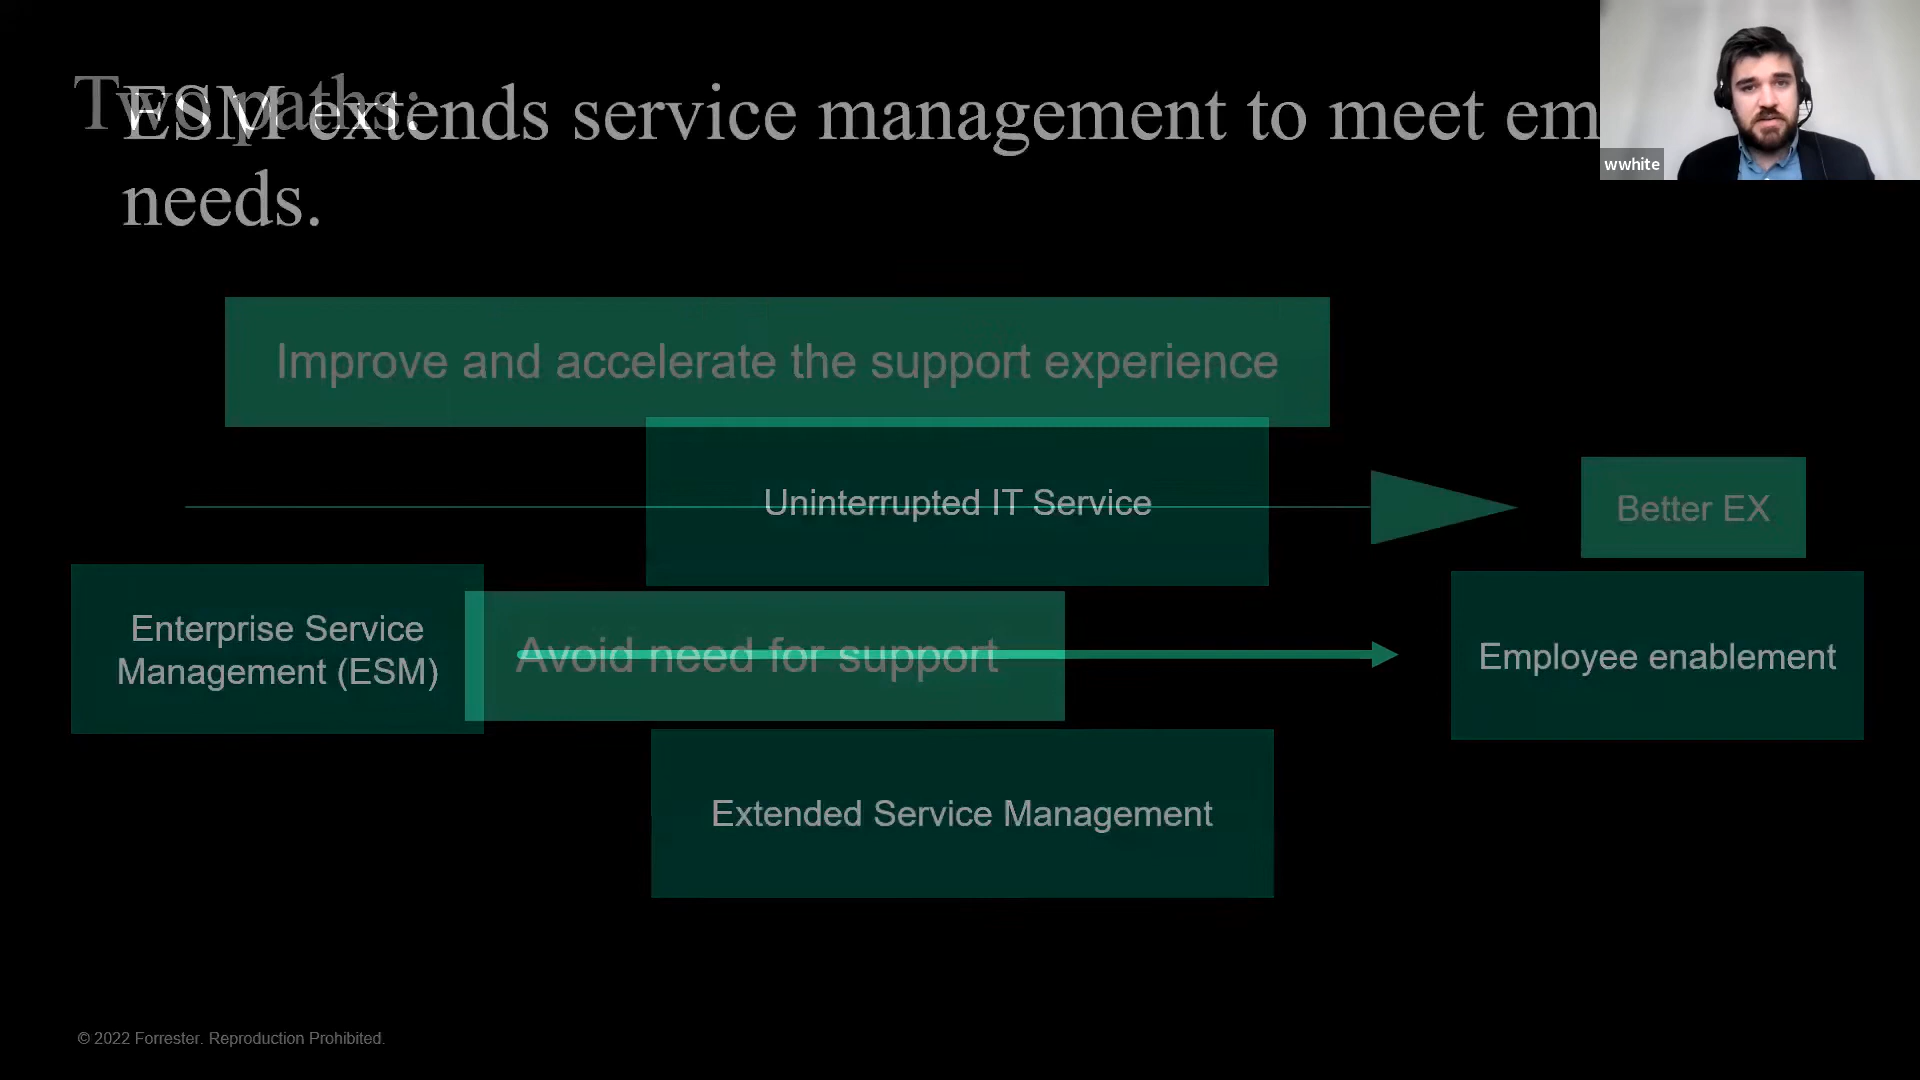 Two paths:
ESM extends service management to meet em
needs.
wwhite
Improve and accelerate the support experience
Uninterrupted IT Service
Better EX
Enterprise Service
Management (ESM)
Avoid need for support
Employee enablement
Extended Service Management
© 2022 Forrester. Reproduction Prohibited.